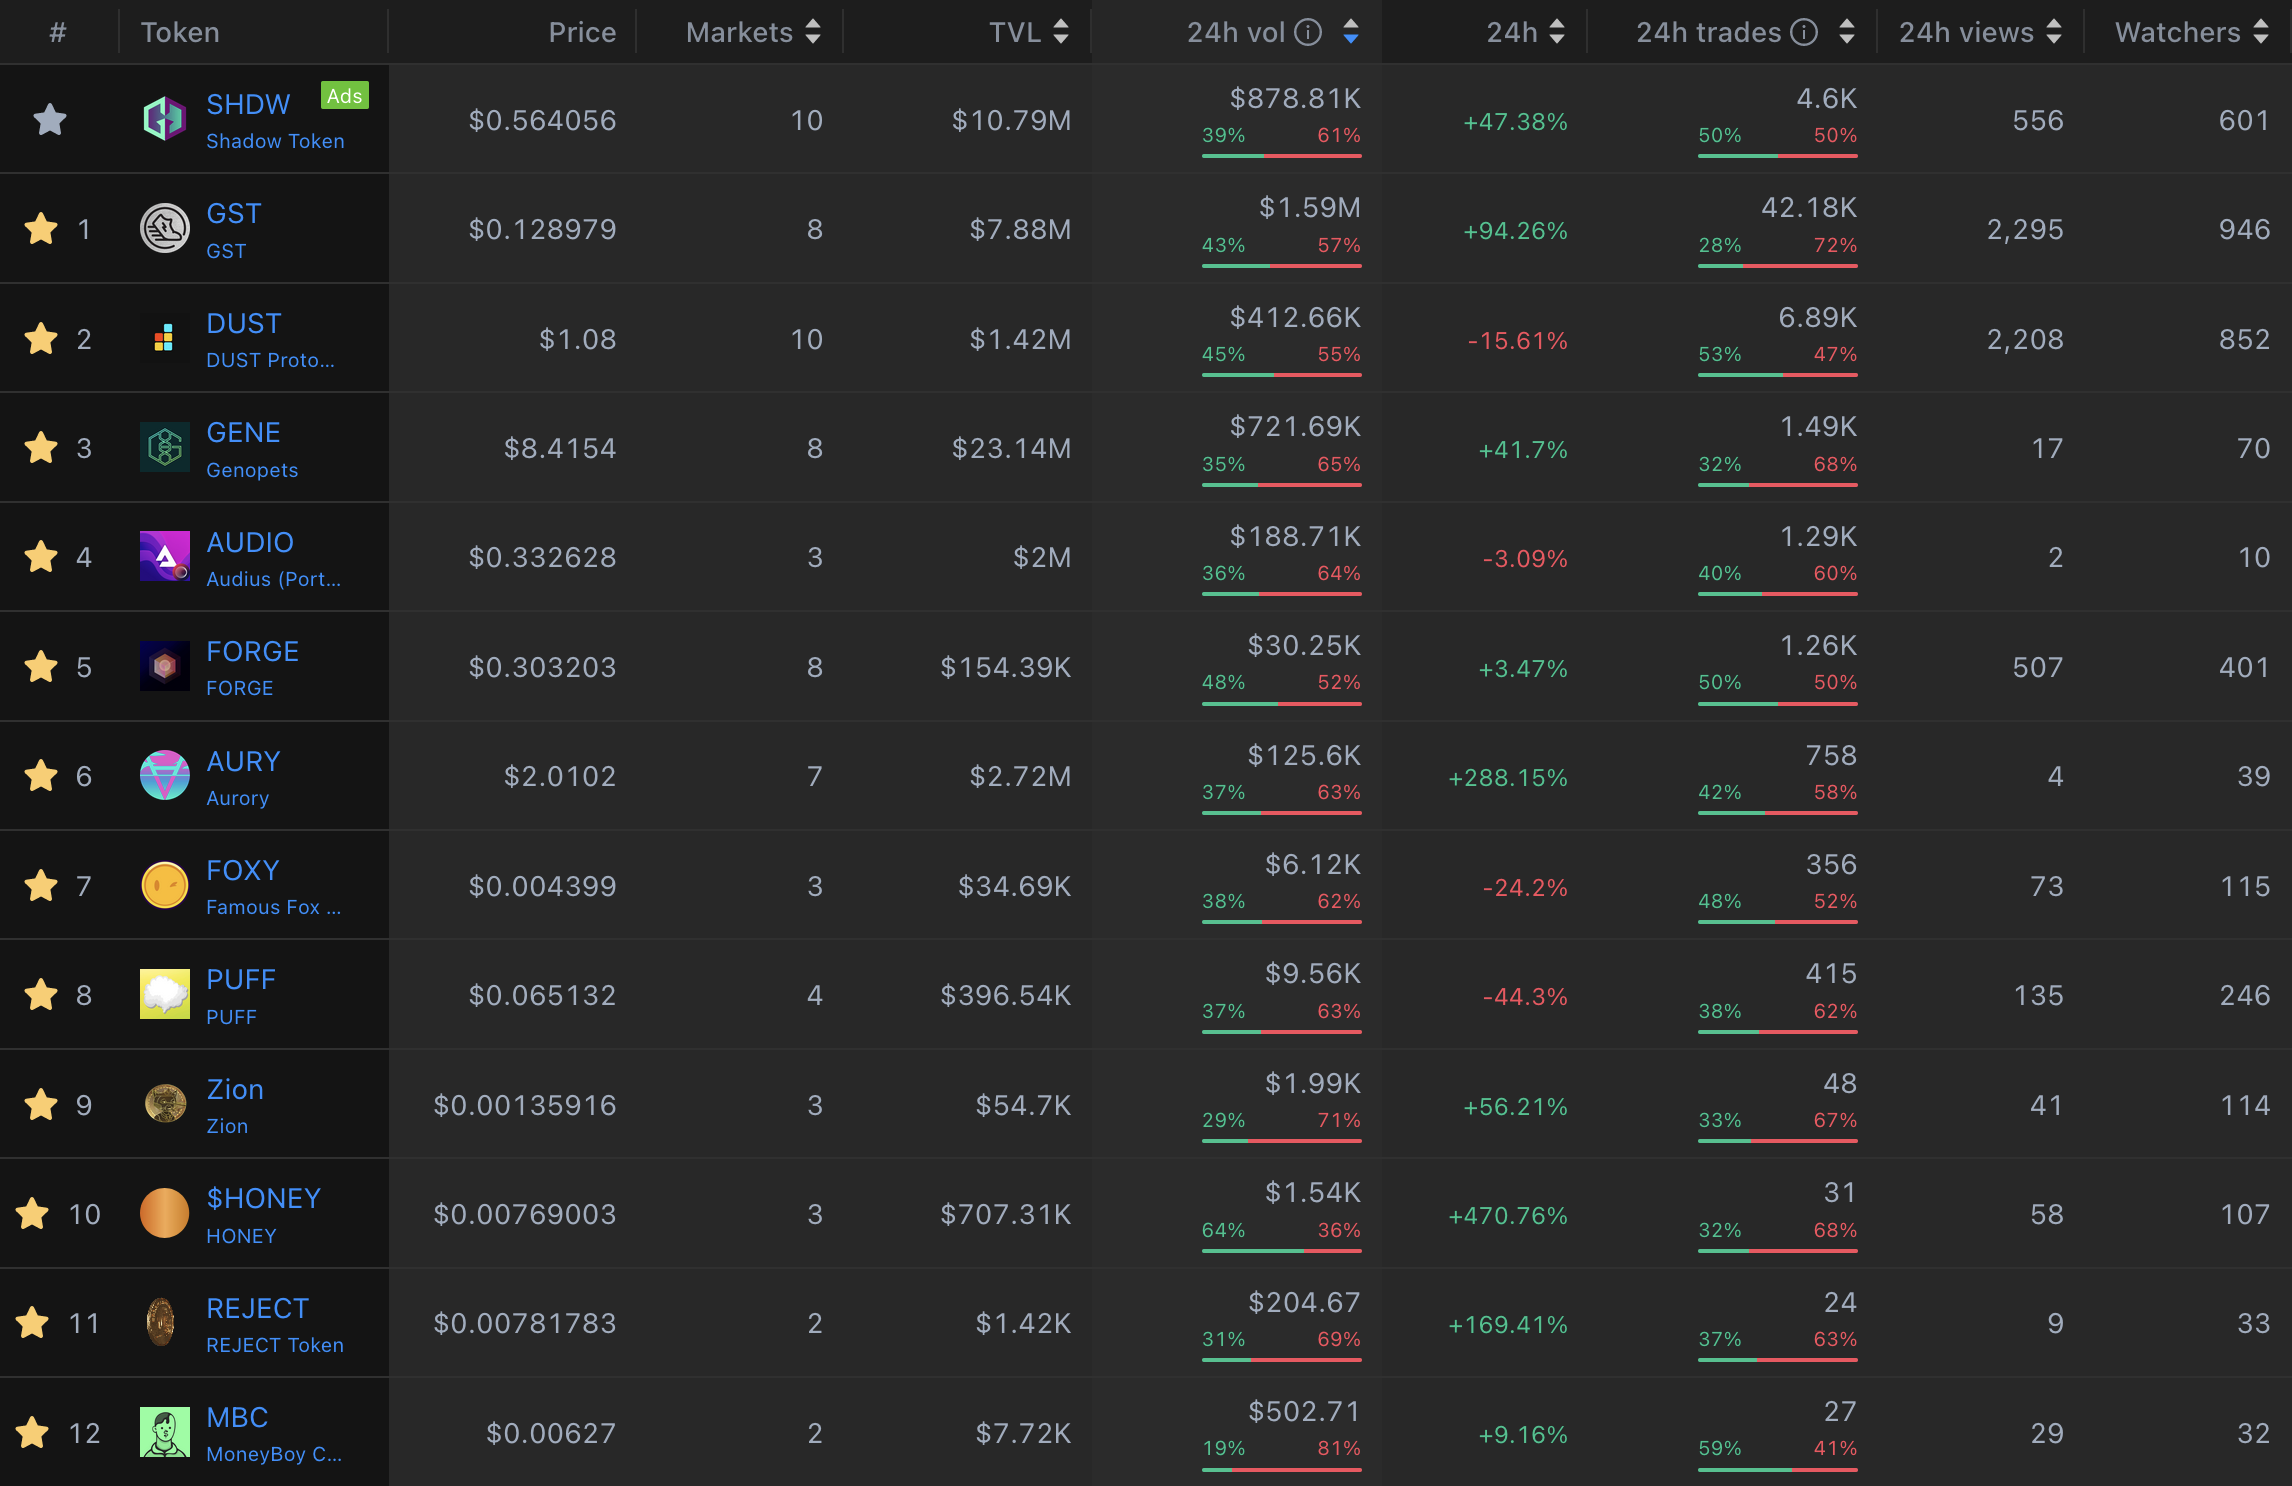 # Token Price Markets TVL 24h vol 24h 24h trades 24h views Watchers
SHDW Ads $0.564056 10 $10.79M $878.81K +47.38% 4.6K 556 601
Shadow Token 39% 61% 50% 50%
1 GST $0.128979 8 $7.88M $1.59M +94.26% 42.18K 2,295 946
GST 43% 57% 28% 72%
2 DUST $1.08 10 $1.42M $412.66K -15.61% 6.89K 2,208 852
DUST Proto... 45% 55% 53% 47%
3 GENE $8.4154 8 $23.14M $721.69K +41.7% 1.49K 17 70
Genopets 35% 65% 32% 68%
4 AUDIO $0.332628 3 $2M $188.71K -3.09% 1.29K 2 10
Audius (Port... 36% 64% 40% 60%
5 FORGE $0.303203 8 $154.39K $30.25K +3.47% 1.26K 507 401
FORGE 48% 52% 50% 50%
6 AURY $2.0102 7 $2.72M $125.6K +288.15% 758 4 39
Aurory 37% 63% 42% 58%
7 FOXY $0.004399 3 $34.69K $6.12K -24.2% 356 73 115
Famous Fox ... 38% 62% 48% 52%
8 PUFF $0.065132 4 $396.54K $9.56K -44.3% 415 135 246
PUFF 37% 63% 38% 62%
9 Zion $0.00135916 3 $54.7K $1.99K +56.21% 48 41 114
Zion 29% 71% 33% 67%
10 $HONEY $0.00769003 3 $707.31K $1.54K +470.76% 31 58 107
HONEY 64% 36% 32% 68%
11 REJECT $0.00781783 2 $1.42K $204.67 +169.41% 24 9 33
REJECT Token 31% 69% 37% 63%
12 MBC $0.00627 2 $7.72K $502.71 +9.16% 27 29 32
MoneyBoy C... 19% 81% 59% 41%